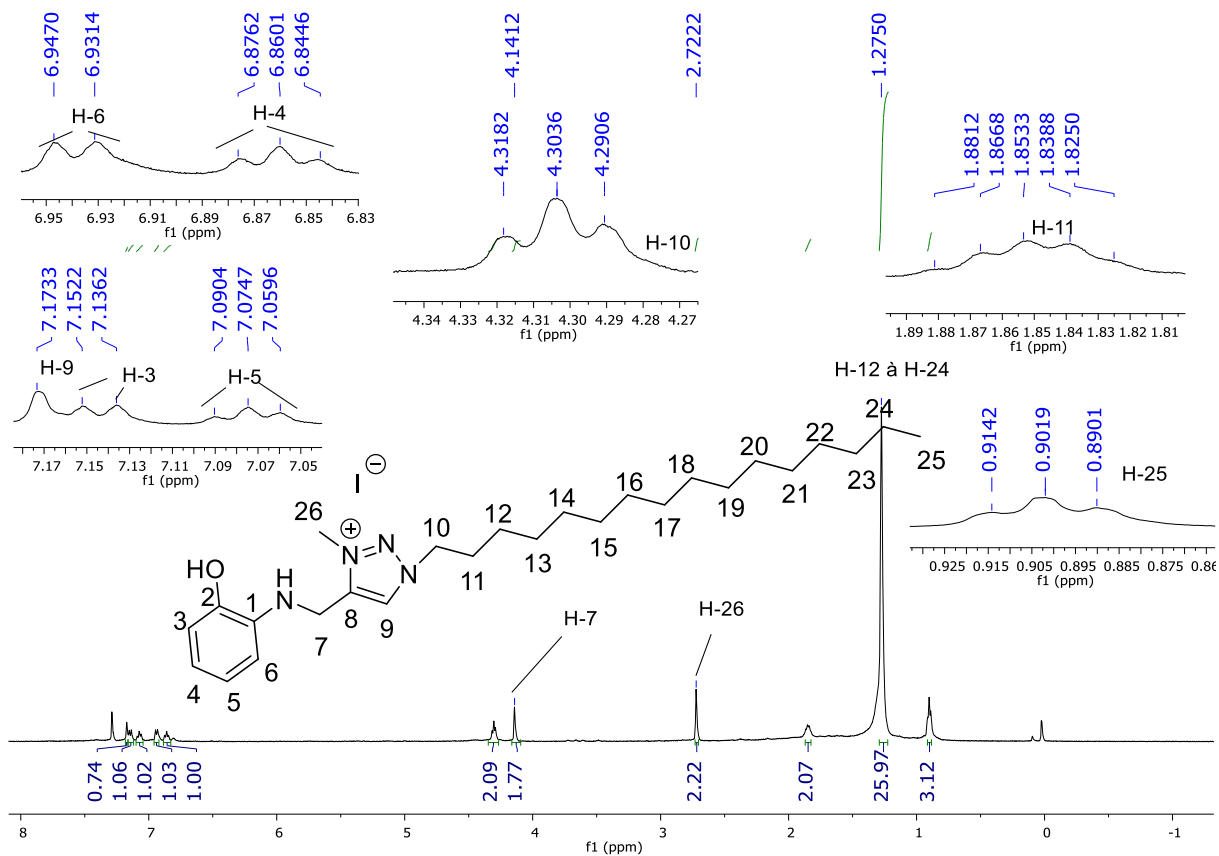 6.9470
6.9314
6.8762
6.8601
6.8446
4.1412
2.7222
1.2750
H-6
H-4
6.95 6.93 6.91 6.89 6.87 6.85 6.83
f1 (ppm)
4.3182
4.3036
4.2906
H-10
4.34 4.33 4.32 4.31 4.30 4.29 4.28 4.27
f1 (ppm)
1.8812
1.8668
1.8533
1.8388
1.8250
H-11
1.89 1.88 1.87 1.86 1.85 1.84 1.83 1.82 1.81
f1 (ppm)
7.1733
7.1522
7.1362
7.0904
7.0747
7.0596
H-9
H-3
H-5
7.17 7.15 7.13 7.11 7.09 7.07 7.05
f1 (ppm)
H-12 à H-24
0.9142
0.9019
0.8901
H-25
0.925 0.915 0.905 0.895 0.885 0.875 0.86
f1 (ppm)
24
22
25
20
23
18
21
16
19
14
17
12
15
10
13
11
I
26
N
N
N
HO
H
N
2
1
3
8
9
7
6
4
5
H-7
H-26
0.74
1.06
1.02
1.03
1.00
2.09
1.77
2.22
2.07
25.97
3.12
8 7 6 5 4 3 2 1 0 -1
f1 (ppm)